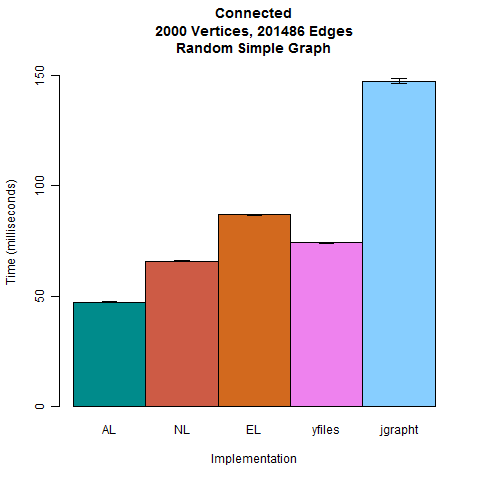 Connected
2000 Vertices, 201486 Edges
Random Simple Graph
150
100
50
0
Time (milliseconds)
AL NL EL yfiles jgrapht
Implementation